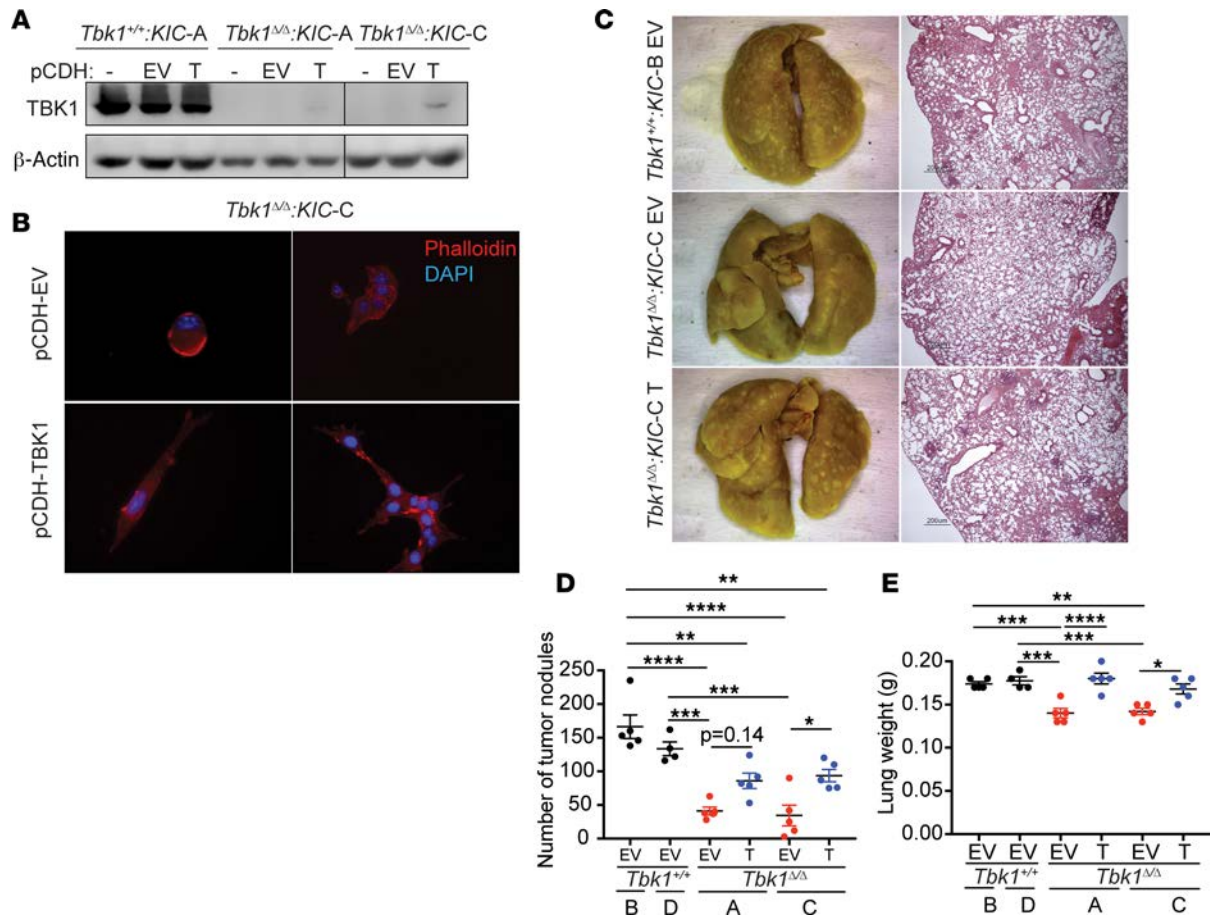 A
Tbk1+/+:KIC-A Tbk1Δ/Δ:KIC-A Tbk1Δ/Δ:KIC-C
pCDH: - EV T - EV T - EV T
TBK1
β-Actin
B
Tbk1Δ/Δ:KIC-C
Phalloidin
DAPI
pCDH-EV
pCDH-TBK1
C
Tbk1+/+:KIC-B EV
Tbk1Δ/Δ:KIC-C EV
Tbk1Δ/Δ:KIC-C T
200um
D
**
****
**
****
***
***
p=0.14
*
Number of tumor nodules
250
200
150
100
50
0
EV EV EV T EV T
Tbk1+/+ Tbk1Δ/Δ
B D A C
E
**
*** ****
***
***
*
Lung weight (g)
0.20
0.15
0.10
0.05
0.00
EV EV EV T EV T
Tbk1+/+ Tbk1Δ/Δ
B D A C